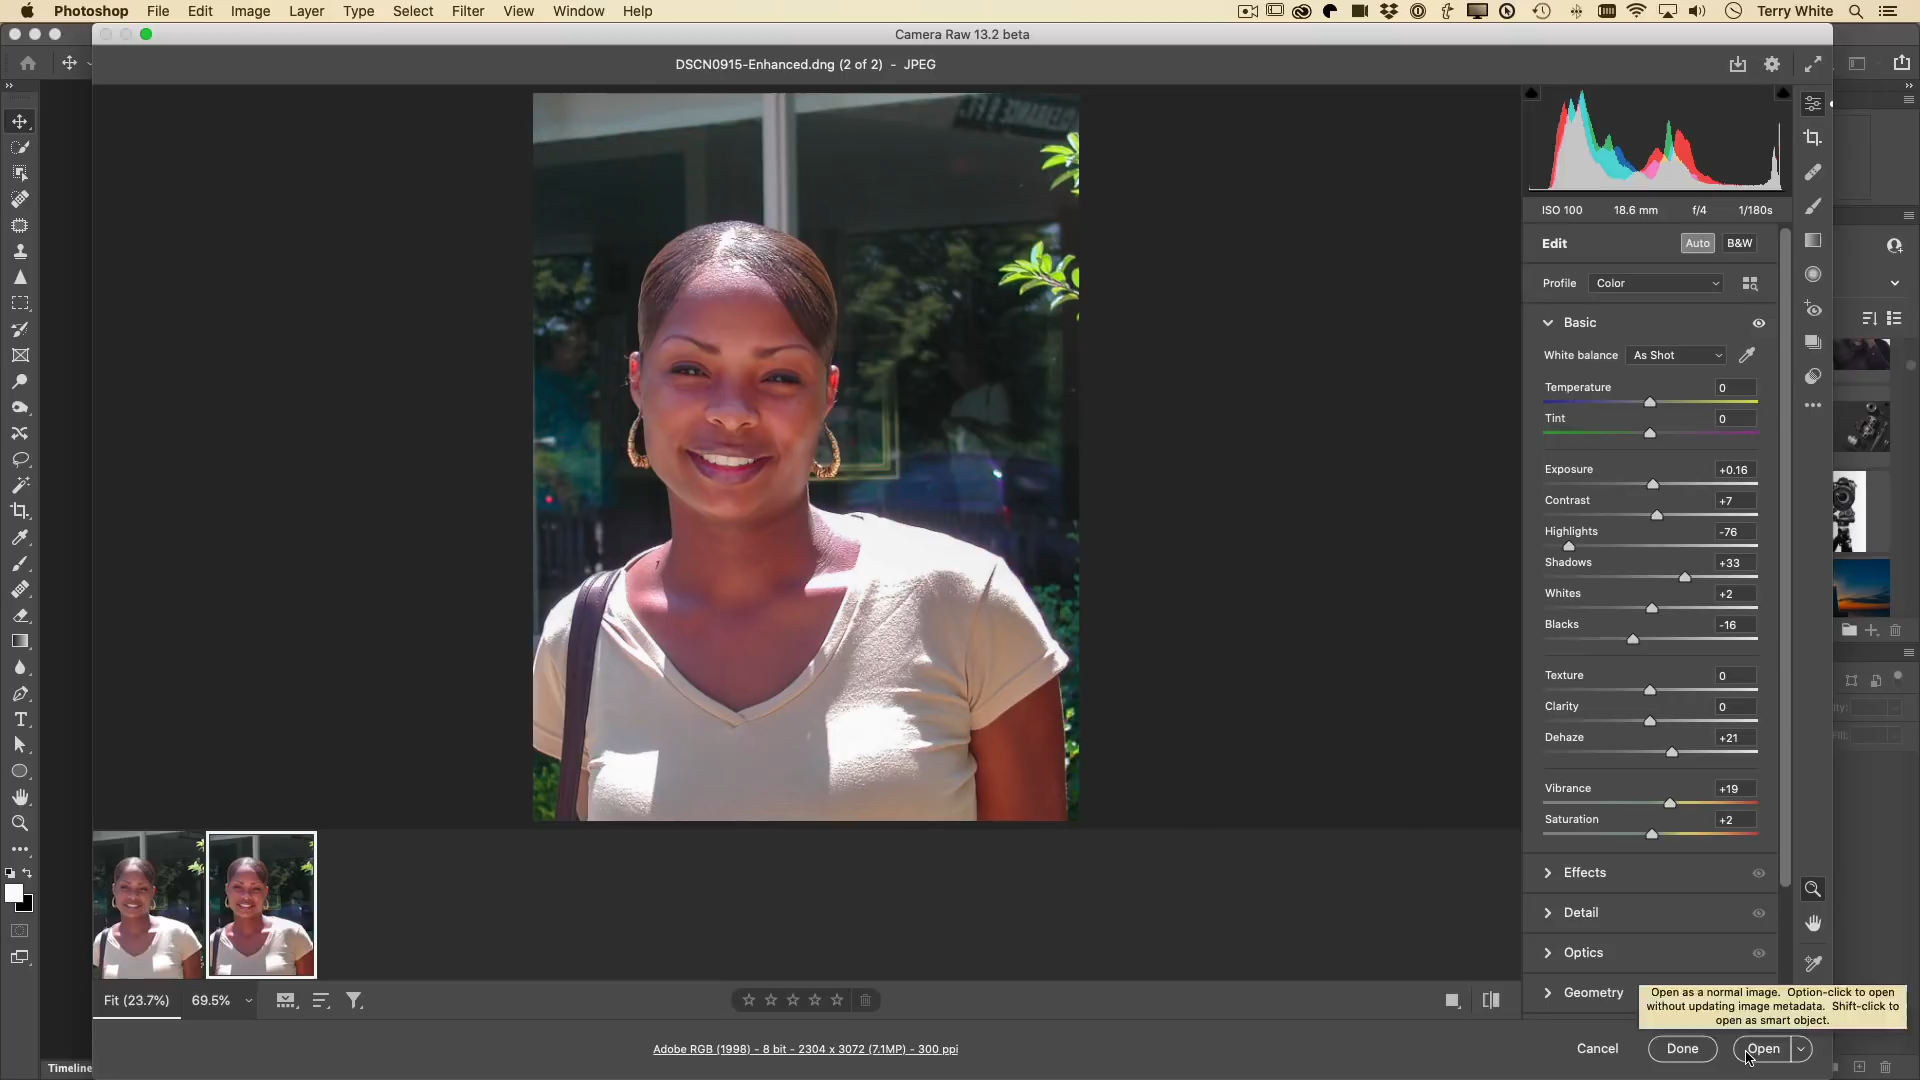 Photoshop File Edit Image Layer Type Select Filter View Window Help Terry White
Camera Raw 13.2 beta
DSCN0915-Enhanced.dng (2 of 2) - JPEG
ISO 100 18.6 mm f/4 1/180s
Edit Auto B&W
Profile Color
Basic
White balance As Shot
Temperature 0
Tint 0
Exposure +0.16
Contrast +7
Highlights -76
Shadows +33
Whites +2
Blacks -16
Texture 0
Clarity 0
Dehaze +21
Vibrance +19
Saturation +2
Effects
Detail
Optics
Geometry
Fit (23.7%) 69.5%
Open as a normal image. Option-click to open
without updating image metadata. Shift-click to
open as smart object.
Adobe RGB (1998) - 8 bit - 2304 x 3072 (7.1MP) - 300 ppi
Cancel Done Open
Timeline
Fill: